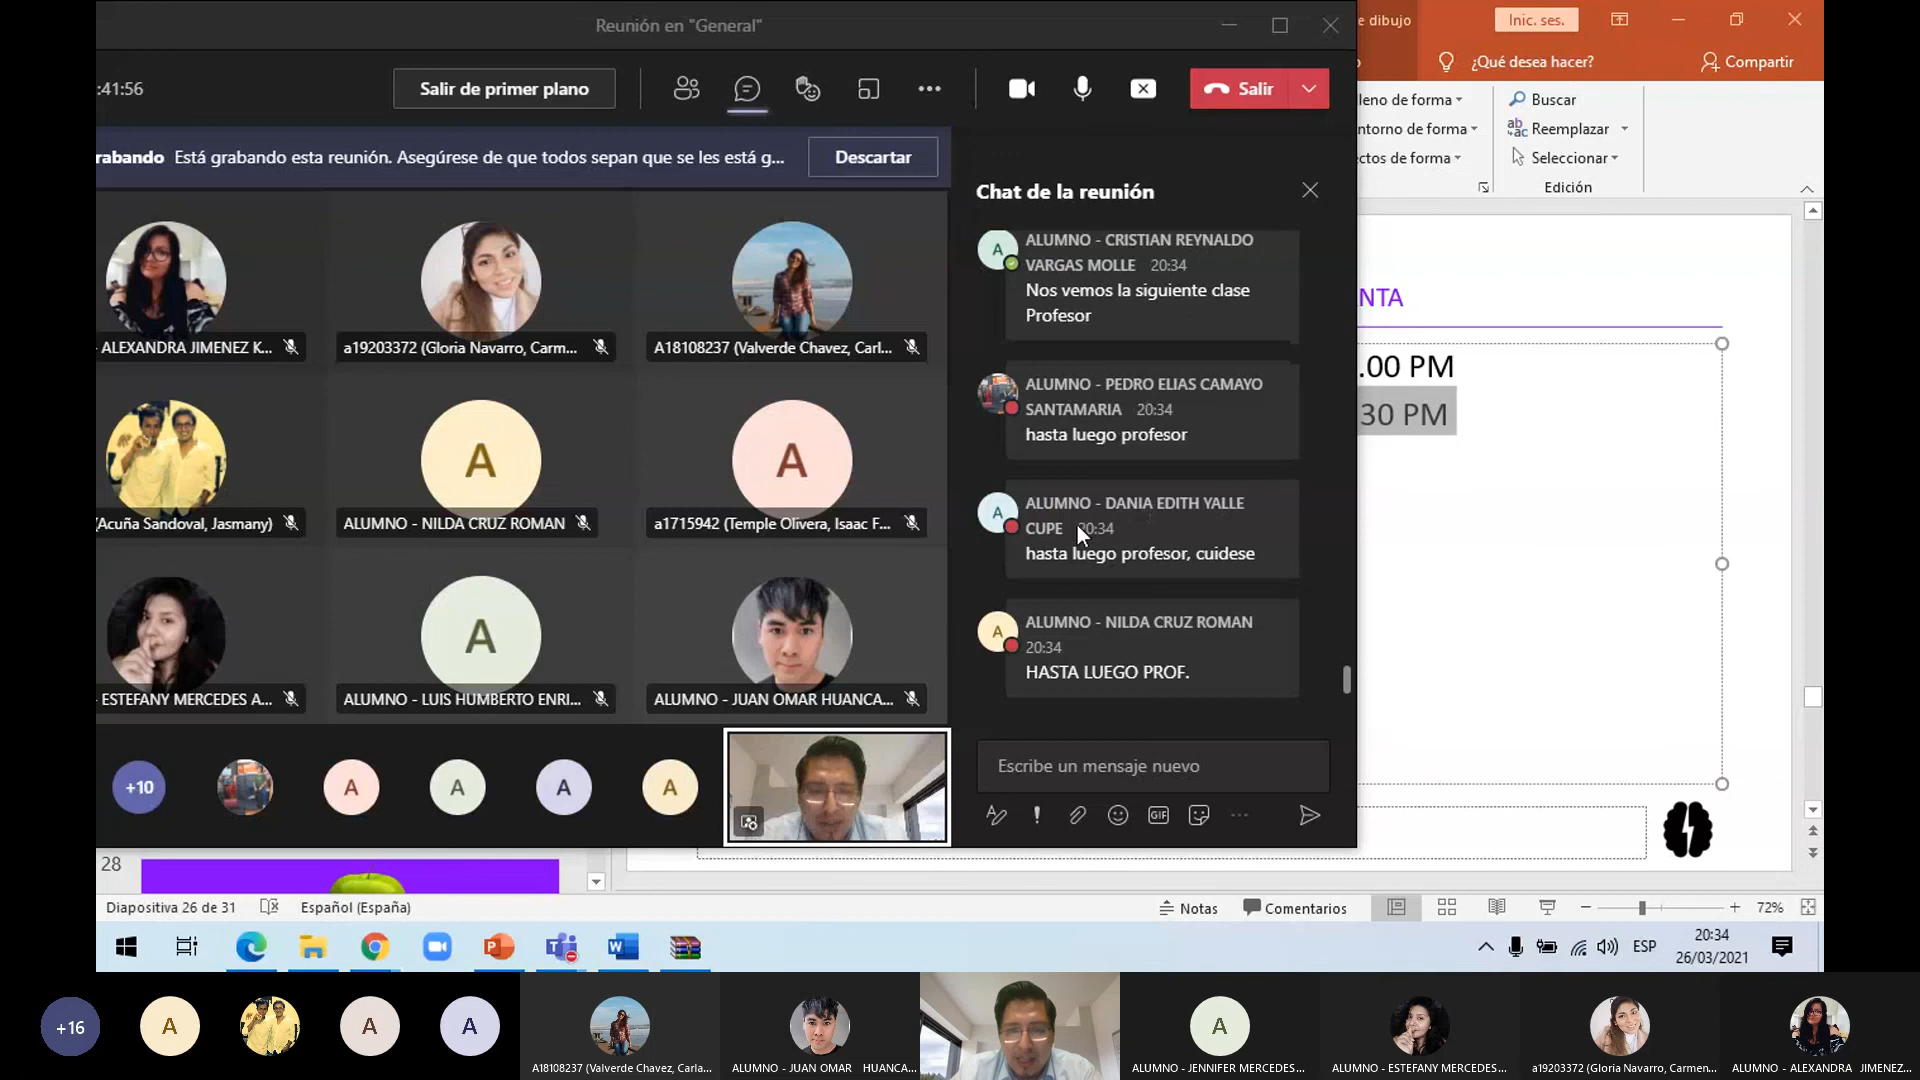 Reunión en "General"
e dibujo
Inic. ses.
:41:56
Salir de primer plano
Salir
¿Qué desea hacer?
Compartir
leno de forma
Buscar
ntorno de forma
Reemplazar
ectos de forma
Seleccionar
Edición
rabando Está grabando esta reunión. Asegúrese de que todos sepan que se les está g...
Descartar
Chat de la reunión
ALUMNO - CRISTIAN REYNALDO
VARGAS MOLLE 20:34
Nos vemos la siguiente clase
Profesor
ALUMNO - PEDRO ELIAS CAMAYO
SANTAMARIA 20:34
hasta luego profesor
ALUMNO - DANIA EDITH YALLE
CUPE 20:34
hasta luego profesor, cuidese
ALUMNO - NILDA CRUZ ROMAN
20:34
HASTA LUEGO PROF.
Escribe un mensaje nuevo
GIF
NTA
.00 PM
30 PM
- ALEXANDRA JIMENEZ K...
a19203372 (Gloria Navarro, Carm...
A18108237 (Valverde Chavez, Carl...
A
A
(Acuña Sandoval, Jasmany)
ALUMNO - NILDA CRUZ ROMAN
a1715942 (Temple Olivera, Isaac F...
A
- ESTEFANY MERCEDES A...
ALUMNO - LUIS HUMBERTO ENRI...
ALUMNO - JUAN OMAR HUANCA...
+10
A
A
A
A
28
Diapositiva 26 de 31
Español (España)
Notas
Comentarios
72%
ESP
20:34
26/03/2021
+16
A
A
A
A
A18108237 (Valverde Chavez, Carla...
ALUMNO - JUAN OMAR HUANCA...
ALUMNO - JENNIFER MERCEDES...
ALUMNO - ESTEFANY MERCEDES...
a19203372 (Gloria Navarro, Carmen...
ALUMNO - ALEXANDRA JIMENEZ...